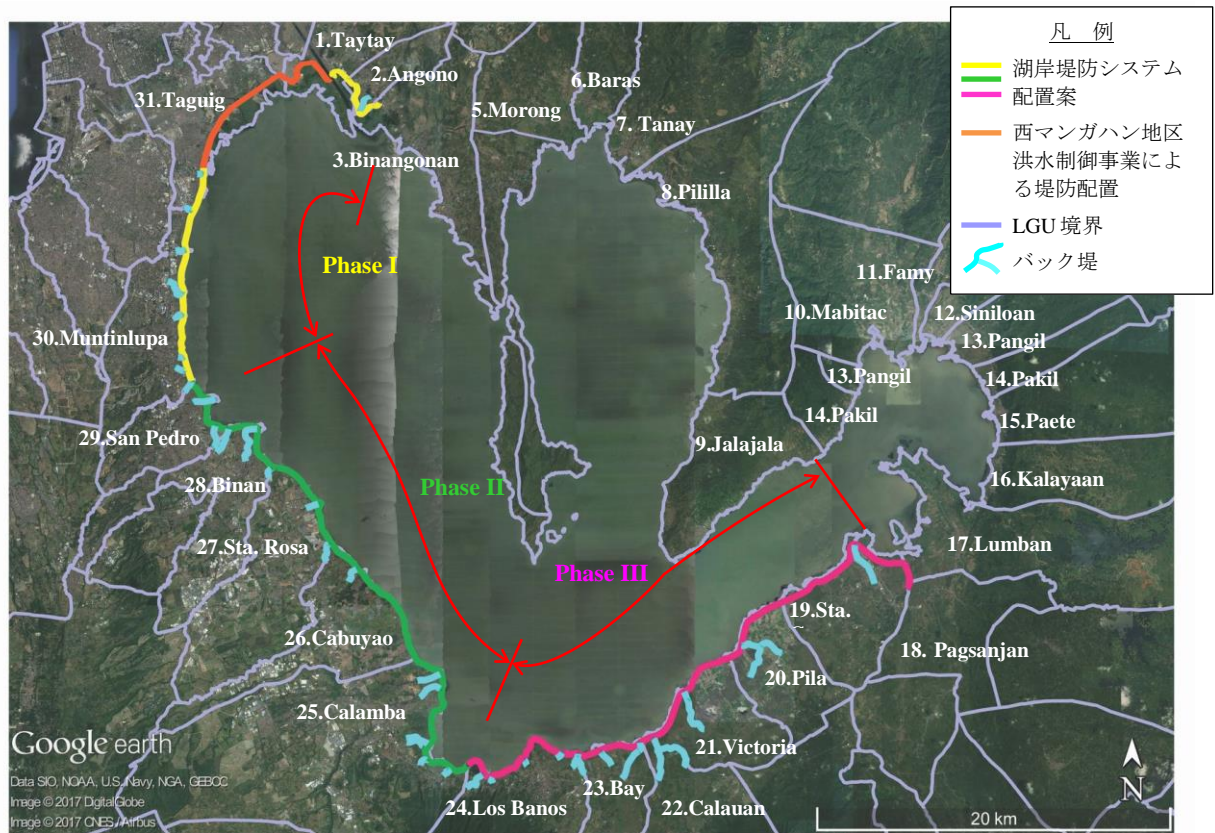 凡　例
湖岸堤防システム
配置案
西マンガハン地区
洪水制御事業によ
る堤防配置
LGU 境界
バック堤
1.Taytay
2.Angono
31.Taguig
3.Binangonan
5.Morong
6.Baras
7. Tanay
8.Pililla
Phase I
11.Famy
10.Mabitac
12.Siniloan
13.Pangil
13.Pangil
14.Pakil
14.Pakil
15.Paete
30.Muntinlupa
9.Jalajala
16.Kalayaan
29.San Pedro
28.Binan
Phase II
27.Sta. Rosa
17.Lumban
Phase III
19.Sta.
~
26.Cabuyao
18. Pagsanjan
20.Pila
25.Calamba
21.Victoria
23.Bay
24.Los Banos
22.Calauan
Google earth
Data SIO, NOAA, U.S. Navy, NGA, GEBCO
Image © 2017 DigitalGlobe
Image © 2017 CNES / Airbus
N
20 km